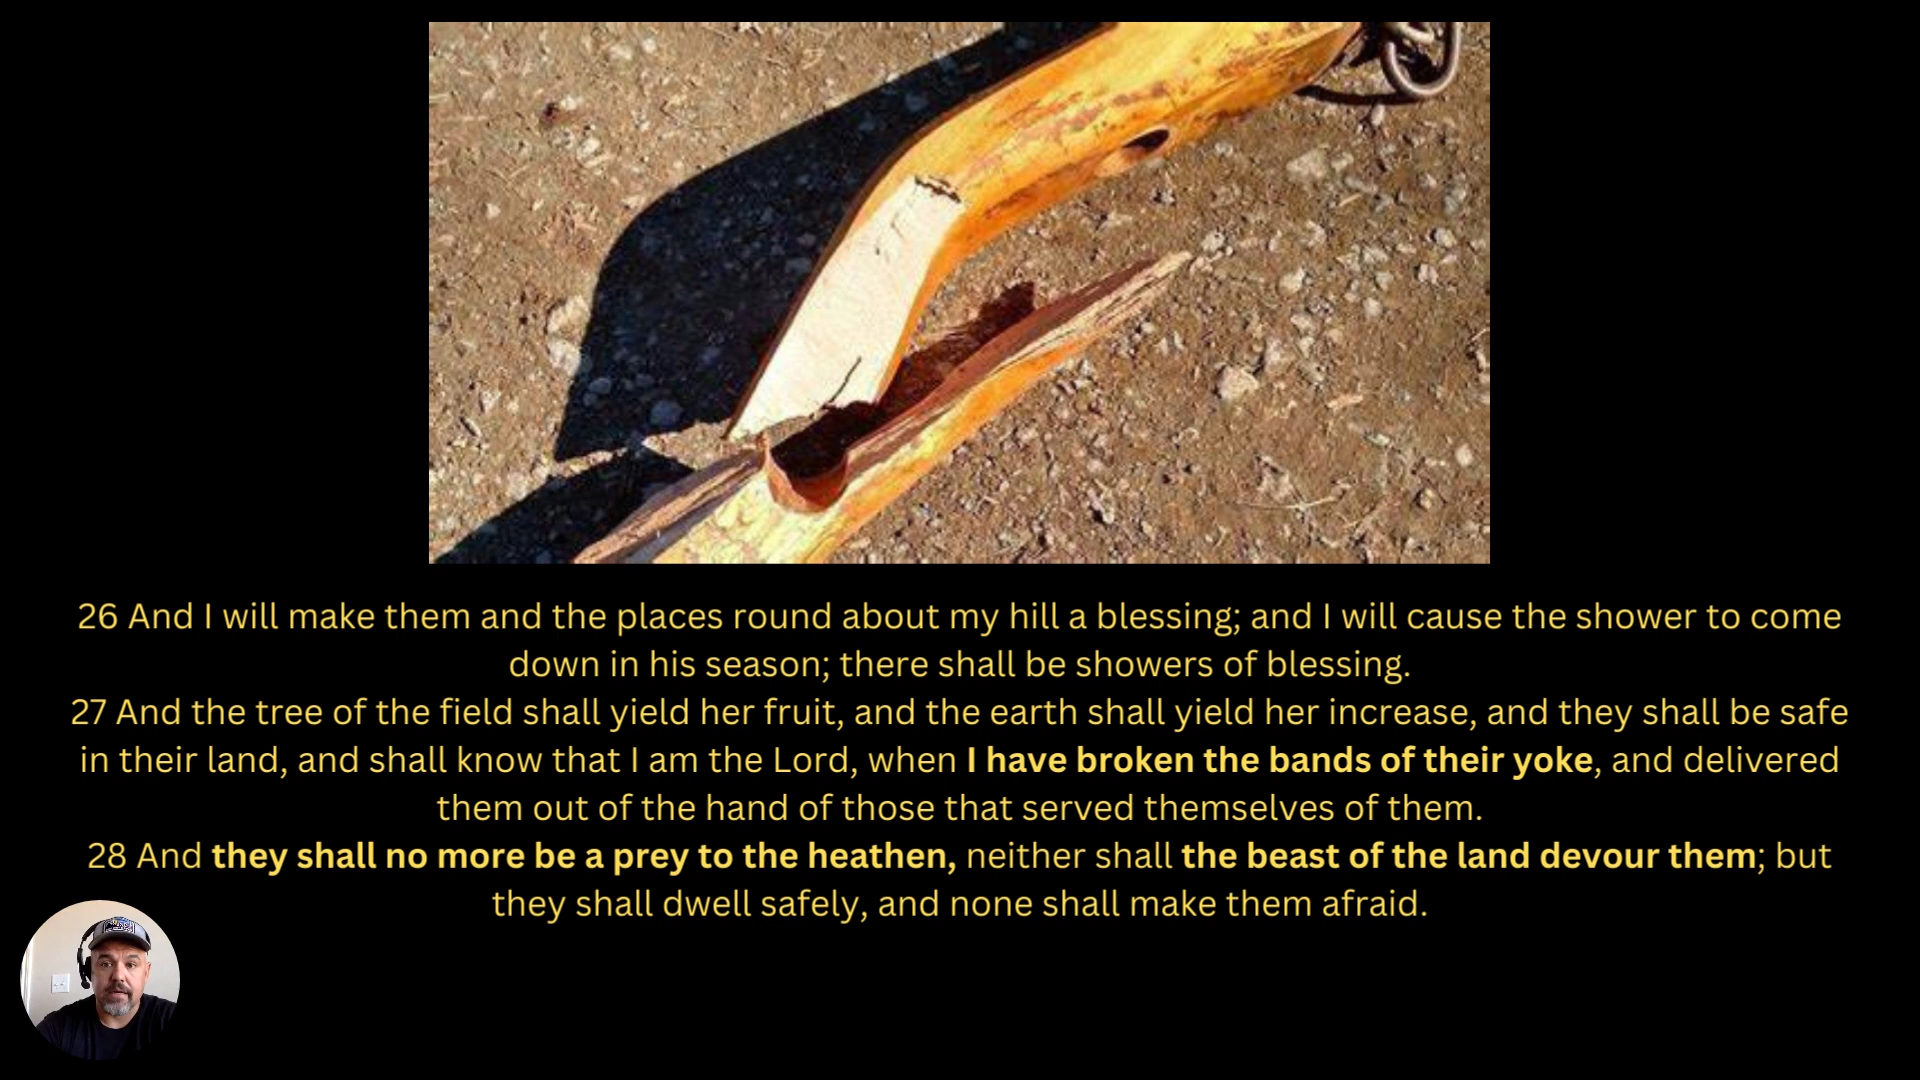 26 And I will make them and the places round about my hill a blessing; and I will cause the shower to come
down in his season; there shall be showers of blessing.
27 And the tree of the field shall yield her fruit, and the earth shall yield her increase, and they shall be safe
in their land, and shall know that I am the Lord, when I have broken the bands of their yoke, and delivered
them out of the hand of those that served themselves of them.
28 And they shall no more be a prey to the heathen, neither shall the beast of the land devour them; but
they shall dwell safely, and none shall make them afraid.